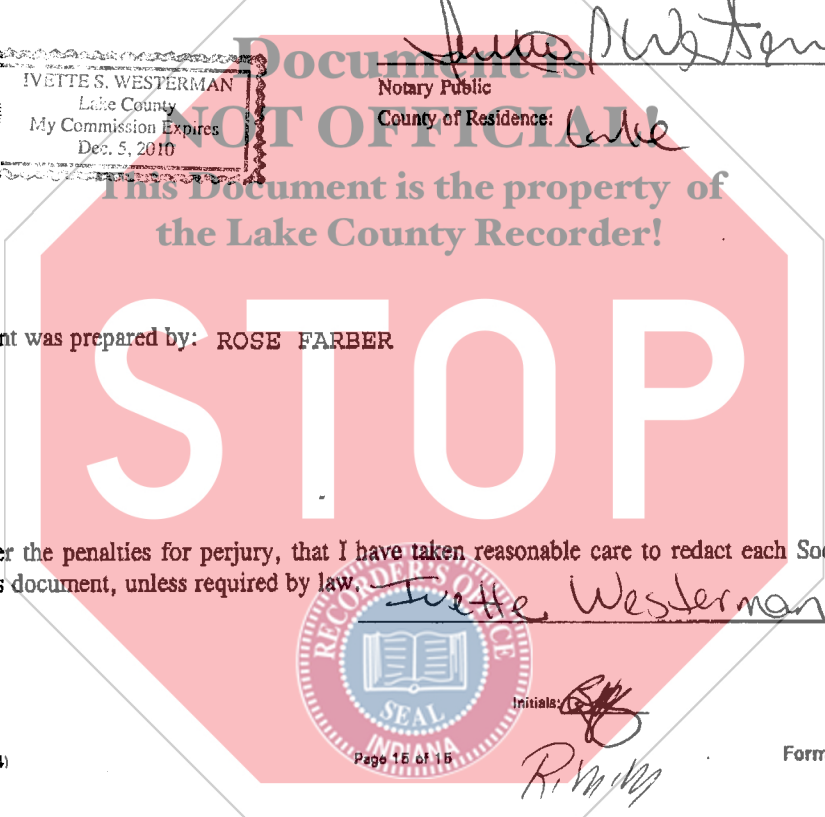 Document is
IVETTE S. WESTERMAN
Lake County
My Commission Expires
Dec. 5, 2010
Notary Public
County of Residence: Lake
NOT OFFICIAL!
This Document is the property of
the Lake County Recorder!
STOP
nt was prepared by: ROSE FARBER
er the penalties for perjury, that I have taken reasonable care to redact each Soc
s document, unless required by law. Ivette Westerman
RECORDER'S OFFICE
SEAL
INDIANA
Initials:
4)
Page 15 of 15
Form